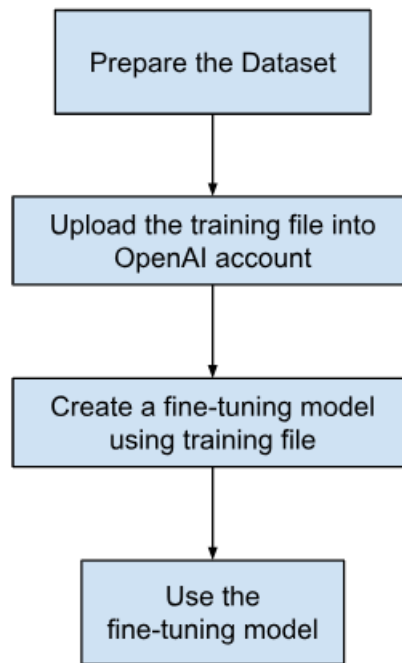 Prepare the Dataset
Upload the training file into
OpenAI account
Create a fine-tuning model
using training file
Use the
fine-tuning model